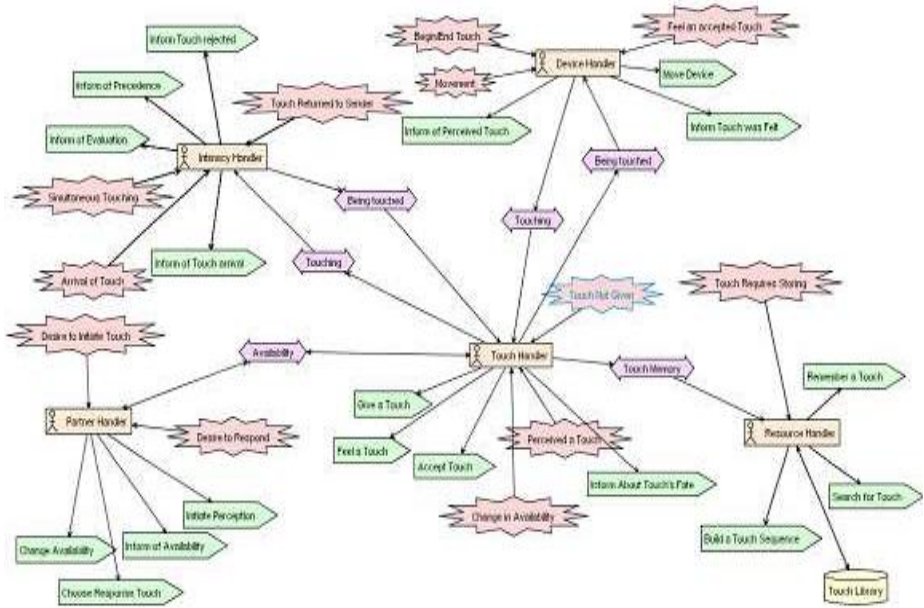 Inform Touch rejected
Begin/End Touch
Feel an accepted Touch
Device Handler
Move Device
Movement
Inform of Precedence
Touch Returned to Sender
Inform of Perceived Touch
Inform Touch was Felt
Inform of Evaluation
Intimacy Handler
Being touched
Simultaneous Touching
Being touched
Touching
Arrival of Touch
Inform of Touch arrival
Touching
Touch Not Given
Touch Requires Storing
Desire to Initiate Touch
Availability
Touch Handler
Touch Memory
Remember a Touch
Give a Touch
Partner Handler
Desire to Respond
Perceived a Touch
Resource Handler
Feel a Touch
Accept Touch
Inform About Touch's Fate
Search for Touch
Initiate Perception
Change in Availability
Change Availability
Inform of Availability
Build a Touch Sequence
Choose Response Touch
Touch Library